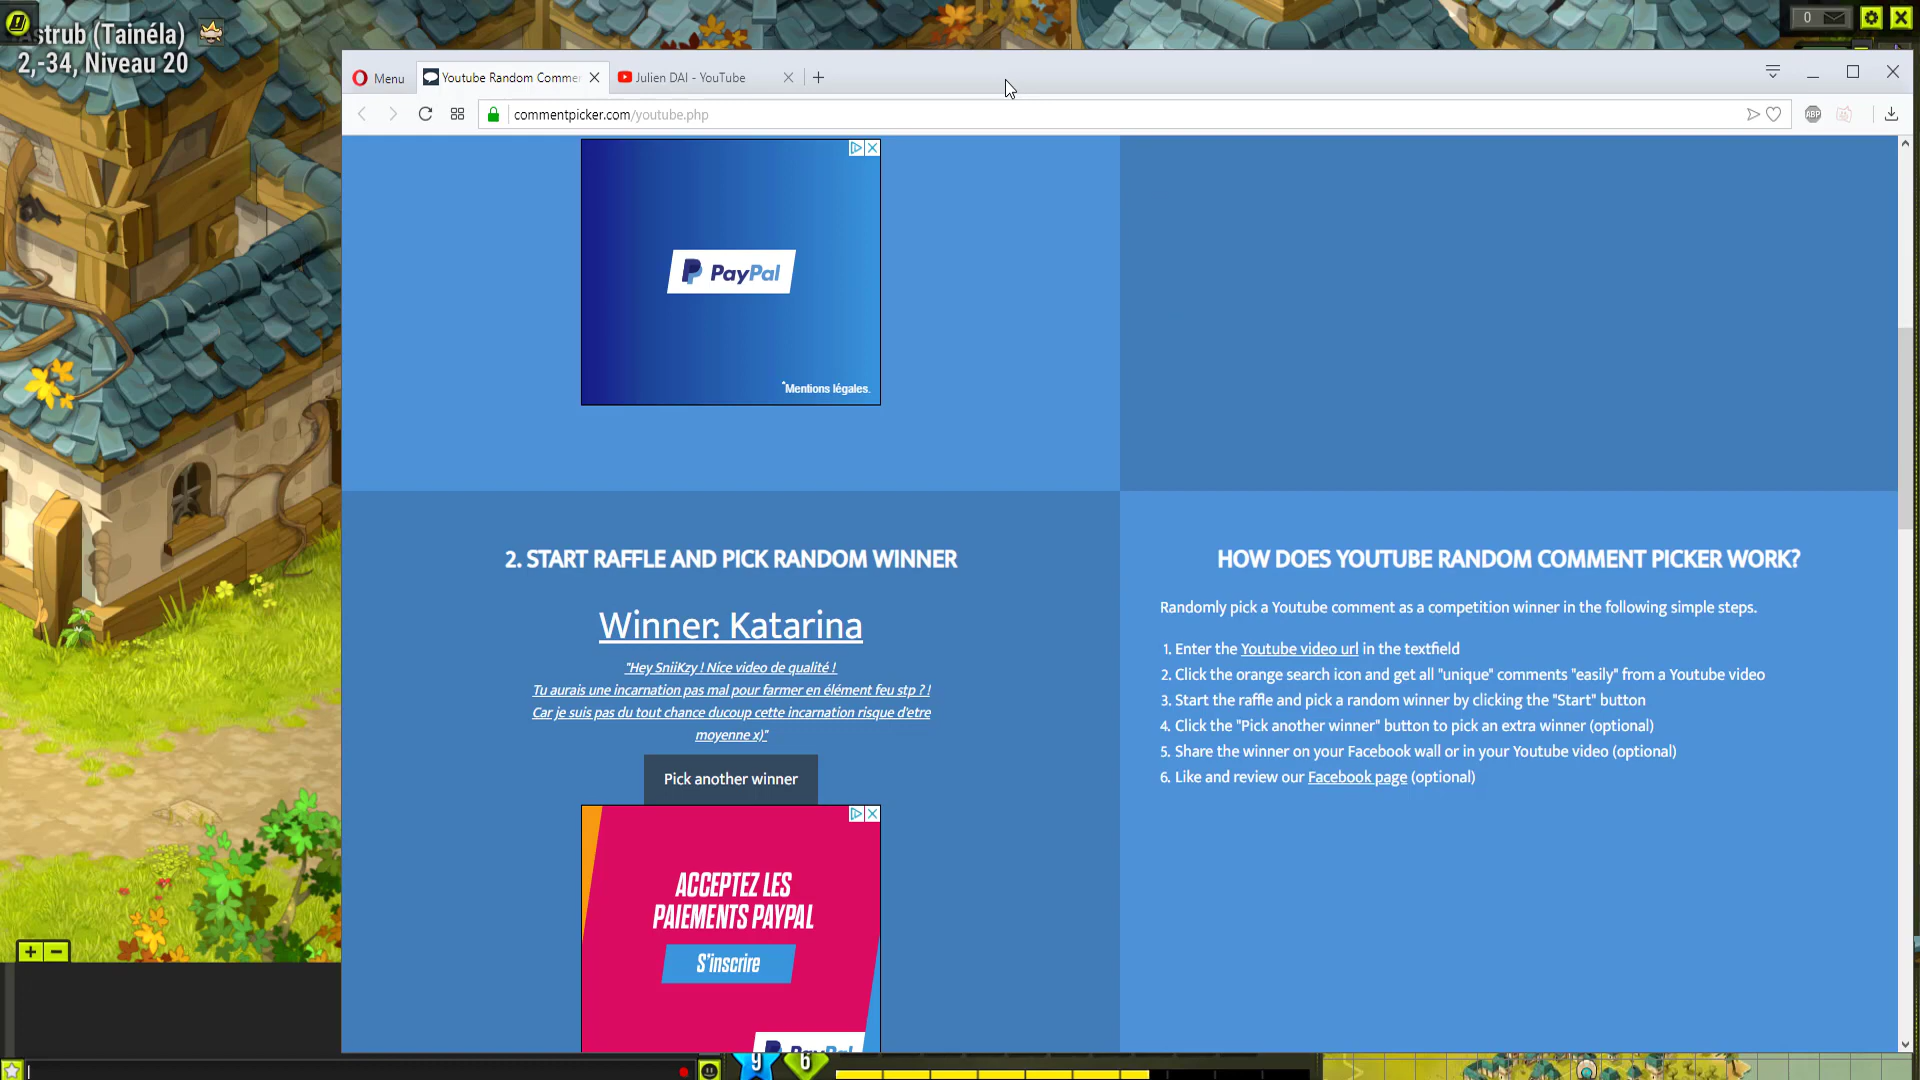 strub (Tainéla)
2,-34, Niveau 20
0
Menu
Youtube Random Comme
Julien DAI - YouTube
commentpicker.com/youtube.php
ABP
PayPal
*Mentions légales.
2. START RAFFLE AND PICK RANDOM WINNER
Winner: Katarina
"Hey SniiKzy ! Nice video de qualité !
Tu aurais une incarnation pas mal pour farmer en élément feu stp ? !
Car je suis pas du tout chance ducoup cette incarnation risque d'etre
moyenne x)"
Pick another winner
ACCEPTEZ LES
PAIEMENTS PAYPAL
S'inscrire
PayPal
HOW DOES YOUTUBE RANDOM COMMENT PICKER WORK?
Randomly pick a Youtube comment as a competition winner in the following simple steps.
1. Enter the Youtube video url in the textfield
2. Click the orange search icon and get all "unique" comments "easily" from a Youtube video
3. Start the raffle and pick a random winner by clicking the "Start" button
4. Click the "Pick another winner" button to pick an extra winner (optional)
5. Share the winner on your Facebook wall or in your Youtube video (optional)
6. Like and review our Facebook page (optional)
9
6